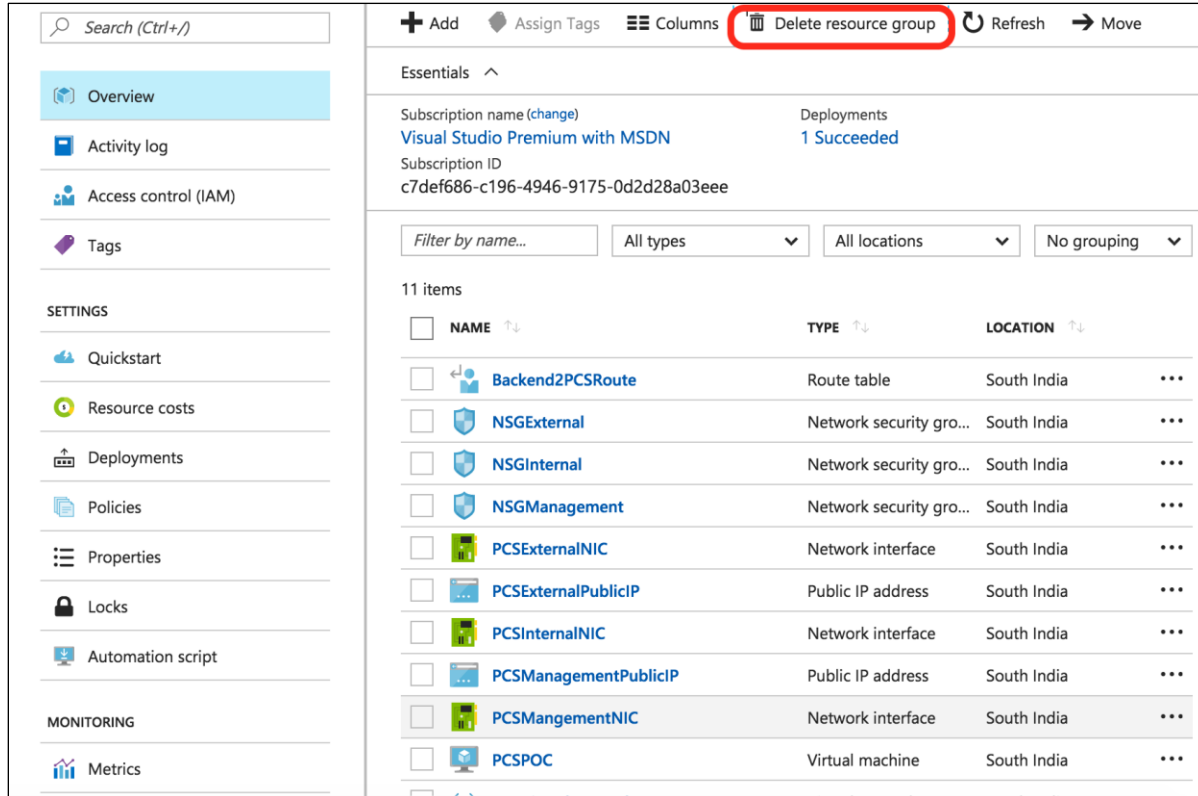 Search (Ctrl+/)
Overview
Activity log
Access control (IAM)
Tags
SETTINGS
Quickstart
Resource costs
Deployments
Policies
Properties
Locks
Automation script
MONITORING
Metrics
Add Assign Tags Columns Delete resource group Refresh Move
Essentials
Subscription name (change) Deployments
Visual Studio Premium with MSDN 1 Succeeded
Subscription ID
c7def686-c196-4946-9175-0d2d28a03eee
Filter by name... All types All locations No grouping
11 items
NAME TYPE LOCATION
Backend2PCSRoute Route table South India
NSGExternal Network security gro... South India
NSGInternal Network security gro... South India
NSGManagement Network security gro... South India
PCSExternalNIC Network interface South India
PCSExternalPublicIP Public IP address South India
PCSInternalNIC Network interface South India
PCSManagementPublicIP Public IP address South India
PCSMangementNIC Network interface South India
PCSPOC Virtual machine South India